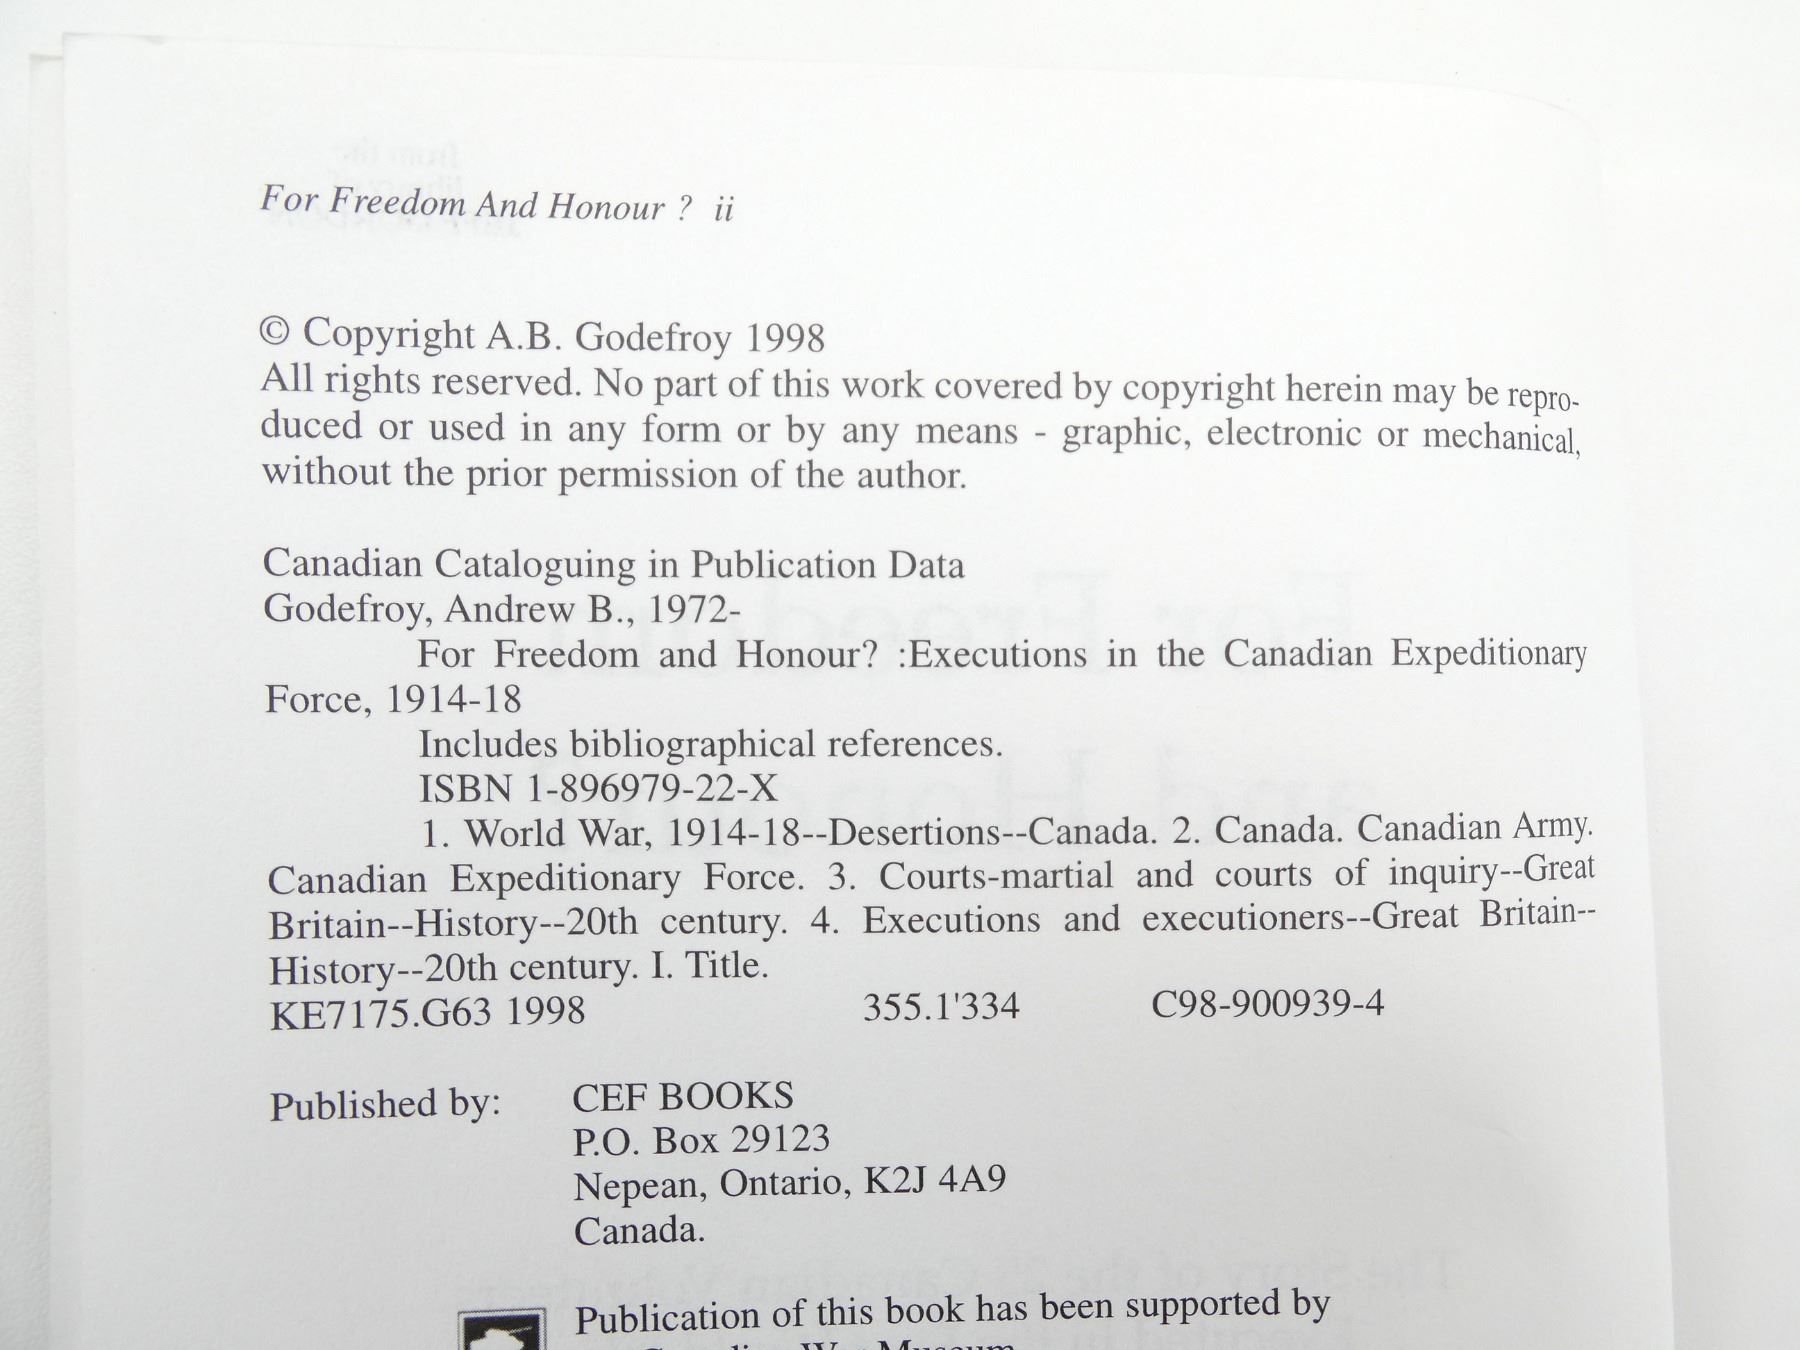 For Freedom And Honour ? ii
© Copyright A.B. Godefroy 1998
All rights reserved. No part of this work covered by copyright herein may be repro-
duced or used in any form or by any means - graphic, electronic or mechanical,
without the prior permission of the author.
Canadian Cataloguing in Publication Data
Godefroy, Andrew B., 1972-
For Freedom and Honour? :Executions in the Canadian Expeditionary
Force, 1914-18
Includes bibliographical references.
ISBN 1-896979-22-X
1. World War, 1914-18--Desertions--Canada. 2. Canada. Canadian Army.
Canadian Expeditionary Force. 3. Courts-martial and courts of inquiry--Great
Britain--History--20th century. 4. Executions and executioners--Great Britain--
History--20th century. I. Title.
KE7175.G63 1998 355.1'334 C98-900939-4
Published by: CEF BOOKS
P.O. Box 29123
Nepean, Ontario, K2J 4A9
Canada.
Publication of this book has been supported by
Canadian War Museum